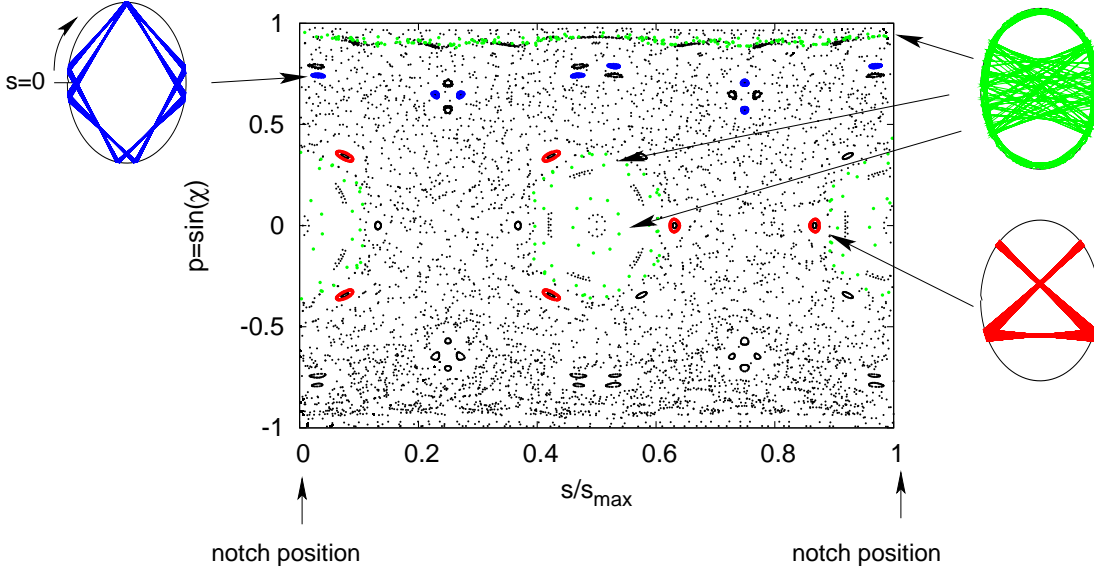 s=0
1
0.5
0
-0.5
-1
p=sin(χ)
0
0.2
0.4
0.6
0.8
1
s/s_max
notch position
notch position